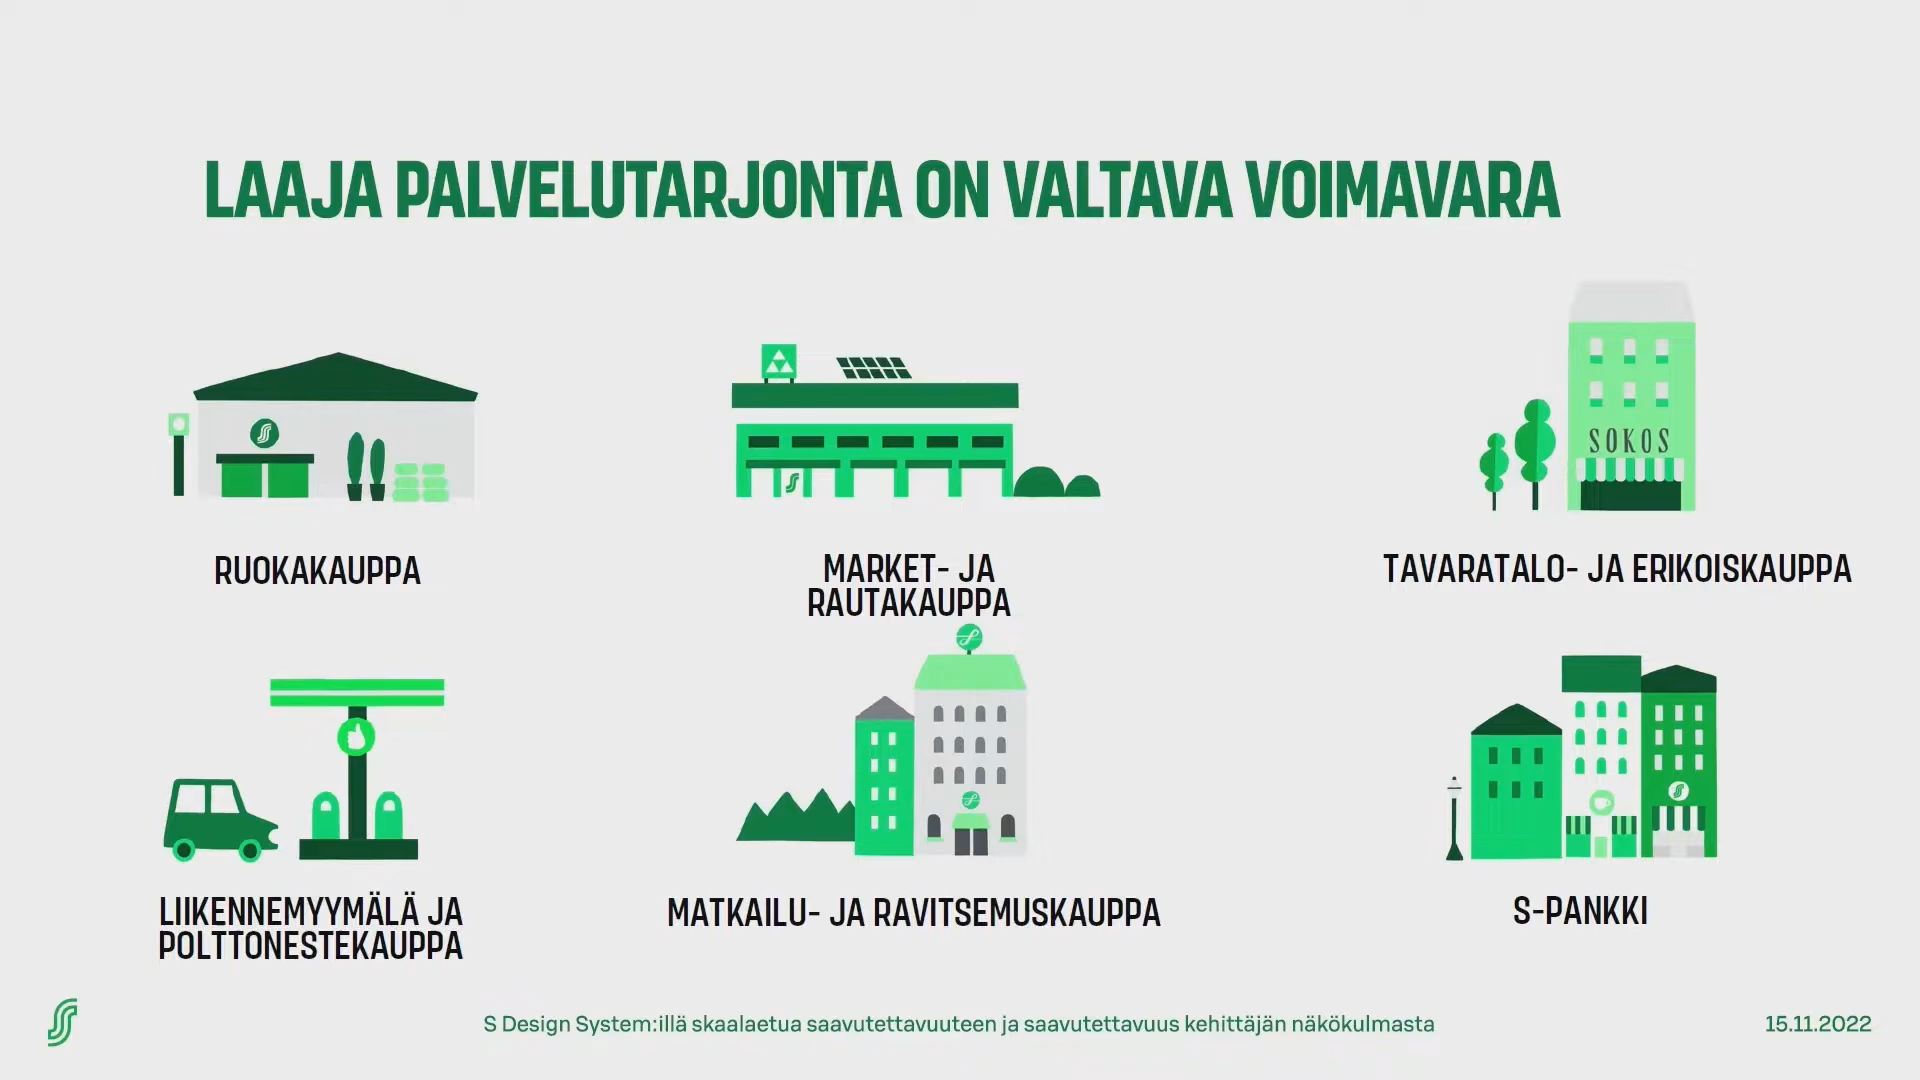 LAAJA PALVELUTARJONTA ON VALTAVA VOIMAVARA
SOKOS
RUOKAKAUPPA
MARKET- JA
RAUTAKAUPPA
TAVARATALO- JA ERIKOISKAUPPA
LIIKENNEMYYMÄLÄ JA
POLTTONESTEKAUPPA
MATKAILU- JA RAVITSEMUSKAUPPA
S-PANKKI
S Design System:illä skaalaetua saavutettavuuteen ja saavutettavuus kehittäjän näkökulmasta
15.11.2022